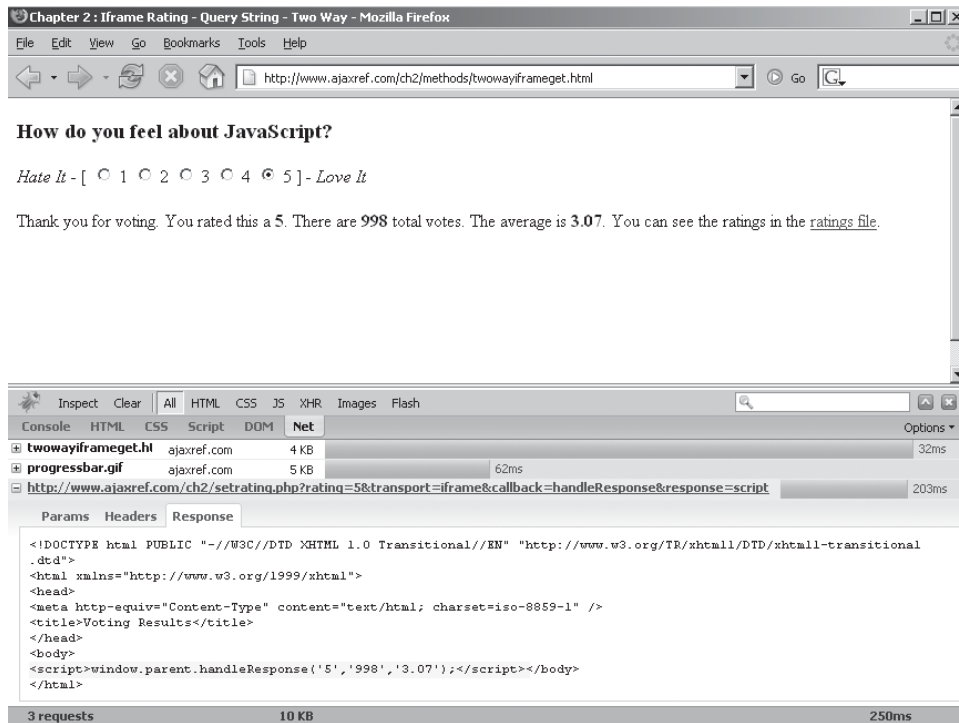 Chapter 2 : Iframe Rating - Query String - Two Way - Mozilla Firefox
File Edit View Go Bookmarks Tools Help
http://www.ajaxref.com/ch2/methods/twowayiframeget.html Go G
How do you feel about JavaScript?
Hate It - [ 1 2 3 4 5 ] - Love It
Thank you for voting. You rated this a 5. There are 998 total votes. The average is 3.07. You can see the ratings in the ratings file.
Inspect Clear All HTML CSS JS XHR Images Flash
Console HTML CSS Script DOM Net Options
twowayiframeget.ht ajaxref.com 4 KB 32ms
progressbar.gif ajaxref.com 5 KB 62ms
http://www.ajaxref.com/ch2/setrating.php?rating=5&transport=iframe&callback=handleResponse&response=script 203ms
Params Headers Response
<!DOCTYPE html PUBLIC "-//W3C//DTD XHTML 1.0 Transitional//EN" "http://www.w3.org/TR/xhtml1/DTD/xhtml1-transitional
.dtd">
<html xmlns="http://www.w3.org/1999/xhtml">
<head>
<meta http-equiv="Content-Type" content="text/html; charset=iso-8859-1" />
<title>Voting Results</title>
</head>
<body>
<script>window.parent.handleResponse('5','998','3.07');</script></body>
</html>
3 requests 10 KB 250ms